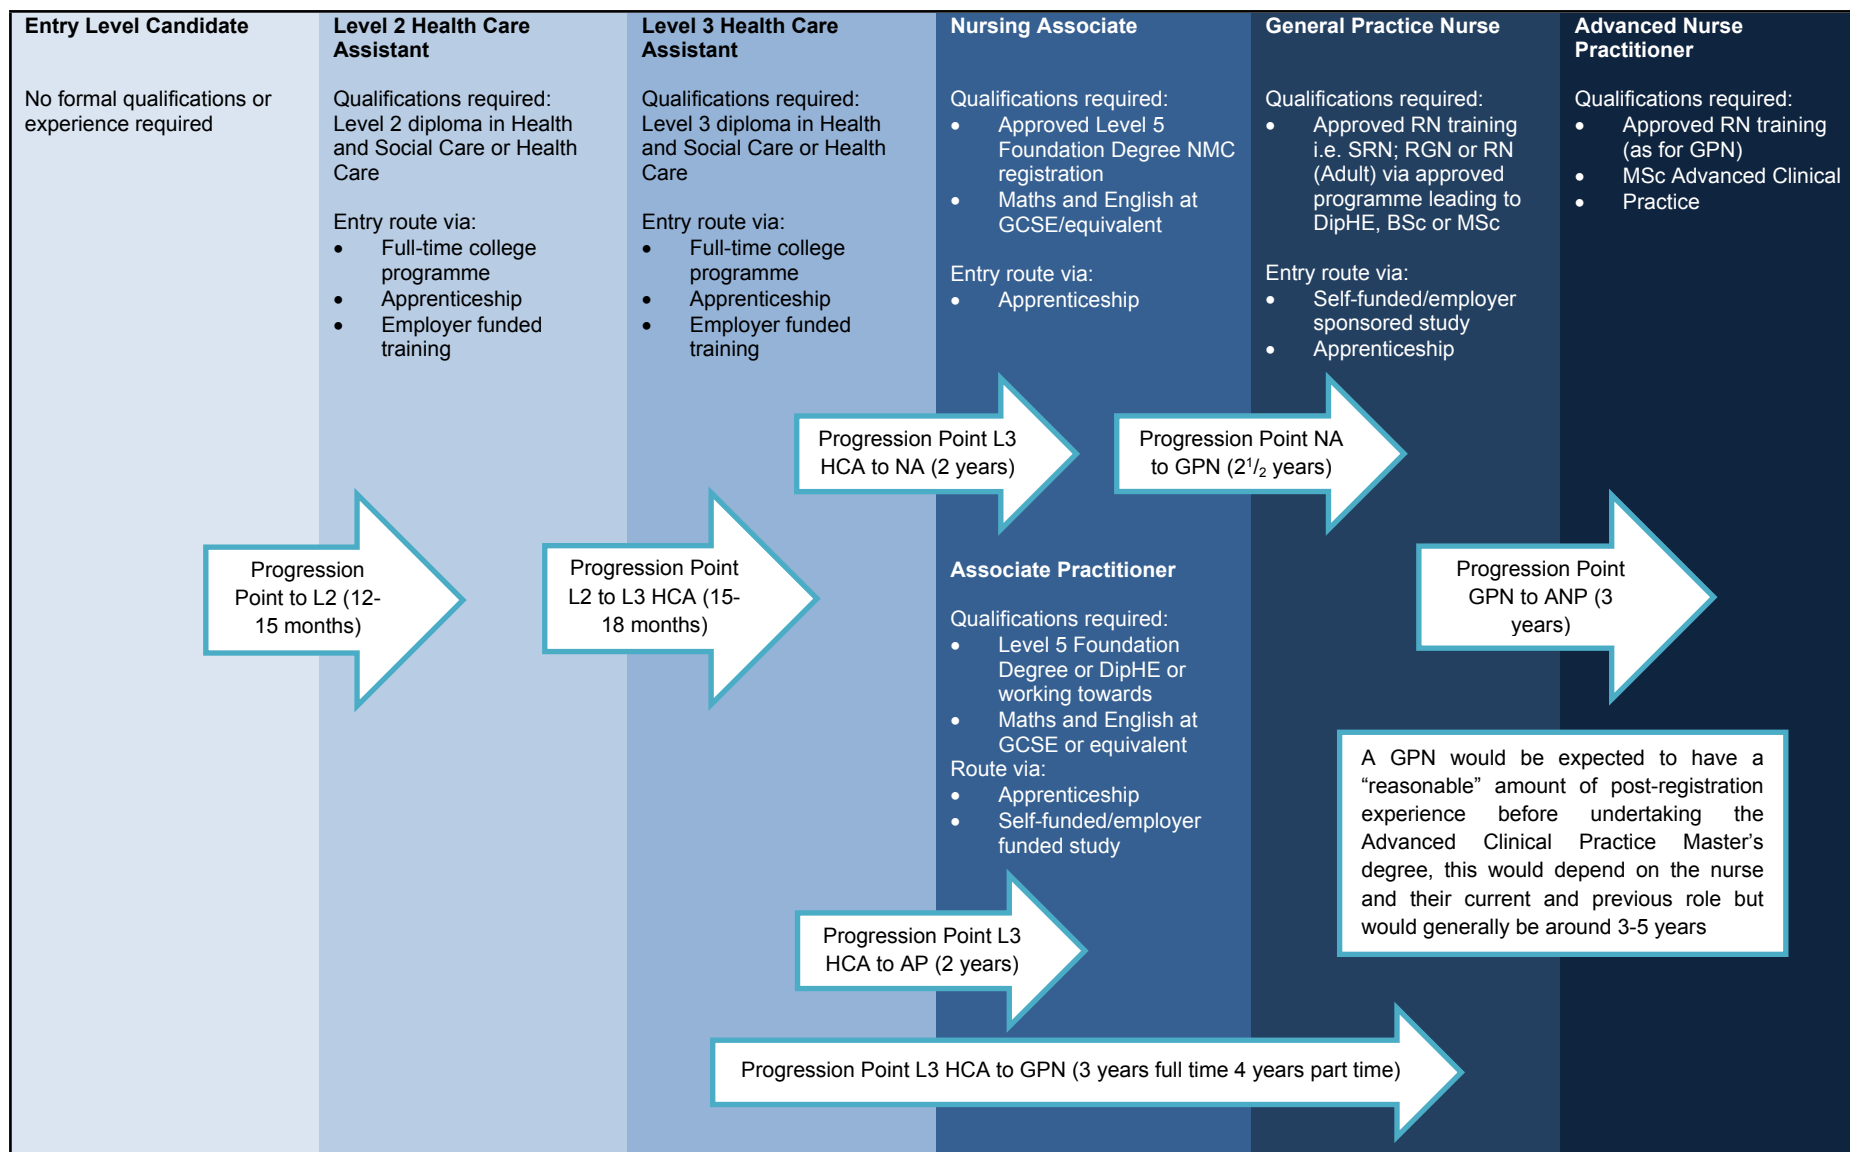 Entry Level Candidate
No formal qualifications or
experience required
Progression
Point to L2 (12-
15 months)
Level 2 Health Care
Assistant
Qualifications required:
Level 2 diploma in Health
and Social Care or Health
Care
Entry route via:
• Full-time college
programme
• Apprenticeship
• Employer funded
training
Progression Point
L2 to L3 HCA (15-
18 months)
Level 3 Health Care
Assistant
Qualifications required:
Level 3 diploma in Health
and Social Care or Health
Care
Entry route via:
• Full-time college
programme
• Apprenticeship
• Employer funded
training
Progression Point L3
HCA to NA (2 years)
Progression Point L3
HCA to AP (2 years)
Progression Point L3 HCA to GPN (3 years full time 4 years part time)
Nursing Associate
Qualifications required:
• Approved Level 5
Foundation Degree NMC
registration
• Maths and English at
GCSE/equivalent
Entry route via:
• Apprenticeship
Progression Point NA
to GPN (2¹/₂ years)
Associate Practitioner
Qualifications required:
• Level 5 Foundation
Degree or DipHE or
working towards
• Maths and English at
GCSE or equivalent
Route via:
• Apprenticeship
• Self-funded/employer
funded study
General Practice Nurse
Qualifications required:
• Approved RN training
i.e. SRN; RGN or RN
(Adult) via approved
programme leading to
DipHE, BSc or MSc
Entry route via:
• Self-funded/employer
sponsored study
• Apprenticeship
Progression Point
GPN to ANP (3
years)
Advanced Nurse
Practitioner
Qualifications required:
• Approved RN training
(as for GPN)
• MSc Advanced Clinical
• Practice
A GPN would be expected to have a
“reasonable” amount of post-registration
experience before undertaking the
Advanced Clinical Practice Master’s
degree, this would depend on the nurse
and their current and previous role but
would generally be around 3-5 years